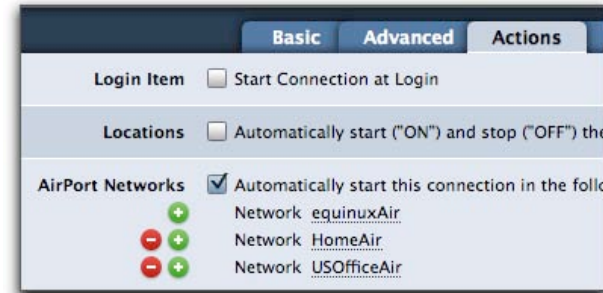 Basic Advanced Actions
Login Item Start Connection at Login
Locations Automatically start ("ON") and stop ("OFF") the
AirPort Networks Automatically start this connection in the
Network equinuxAir
Network HomeAir
Network USOfficeAir